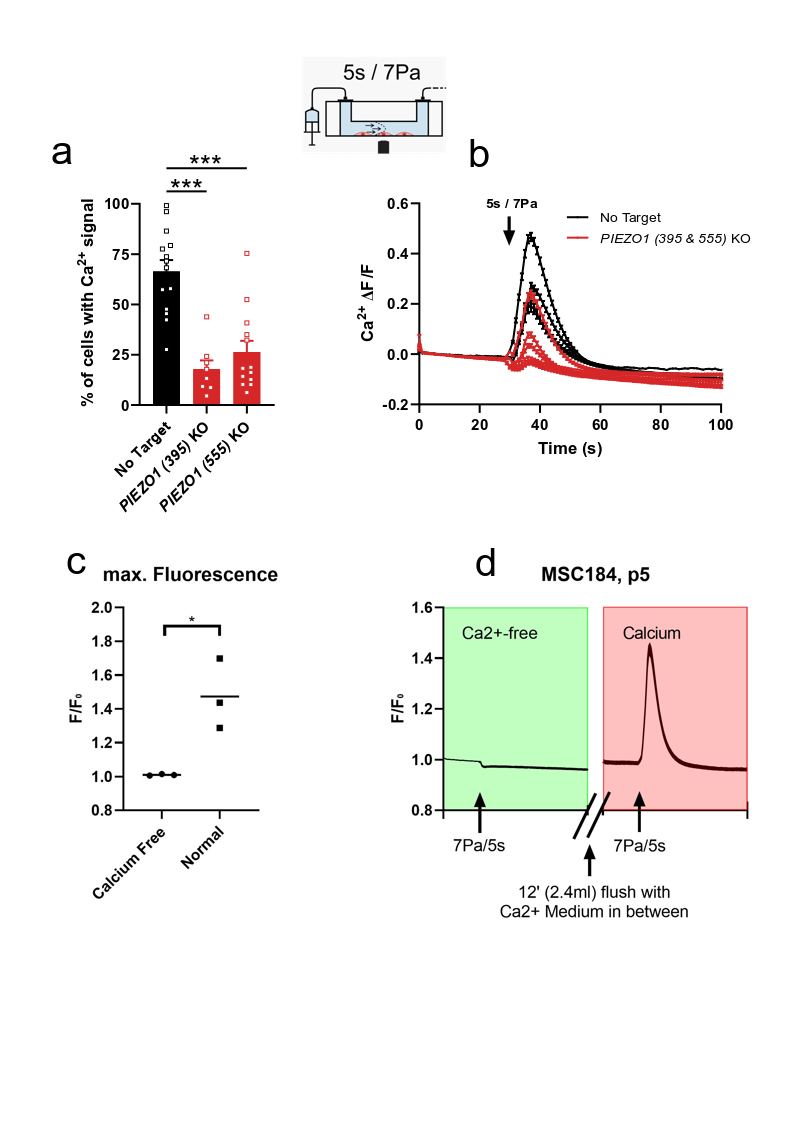 5s / 7Pa
a
***
***
% of cells with Ca2+ signal
100
75
50
25
0
No Target
PIEZO1 (395) KO
PIEZO1 (555) KO
b
5s / 7Pa
No Target
PIEZO1 (395 & 555) KO
Ca2+ ΔF/F
0.6
0.4
0.2
0.0
-0.2
0 20 40 60 80 100
Time (s)
c
max. Fluorescence
*
F/F0
2.0
1.8
1.6
1.4
1.2
1.0
0.8
Calcium Free
Normal
d
MSC184, p5
F/F0
1.6
1.4
1.2
1.0
0.8
Ca2+-free
Calcium
7Pa/5s
7Pa/5s
12' (2.4ml) flush with
Ca2+ Medium in between